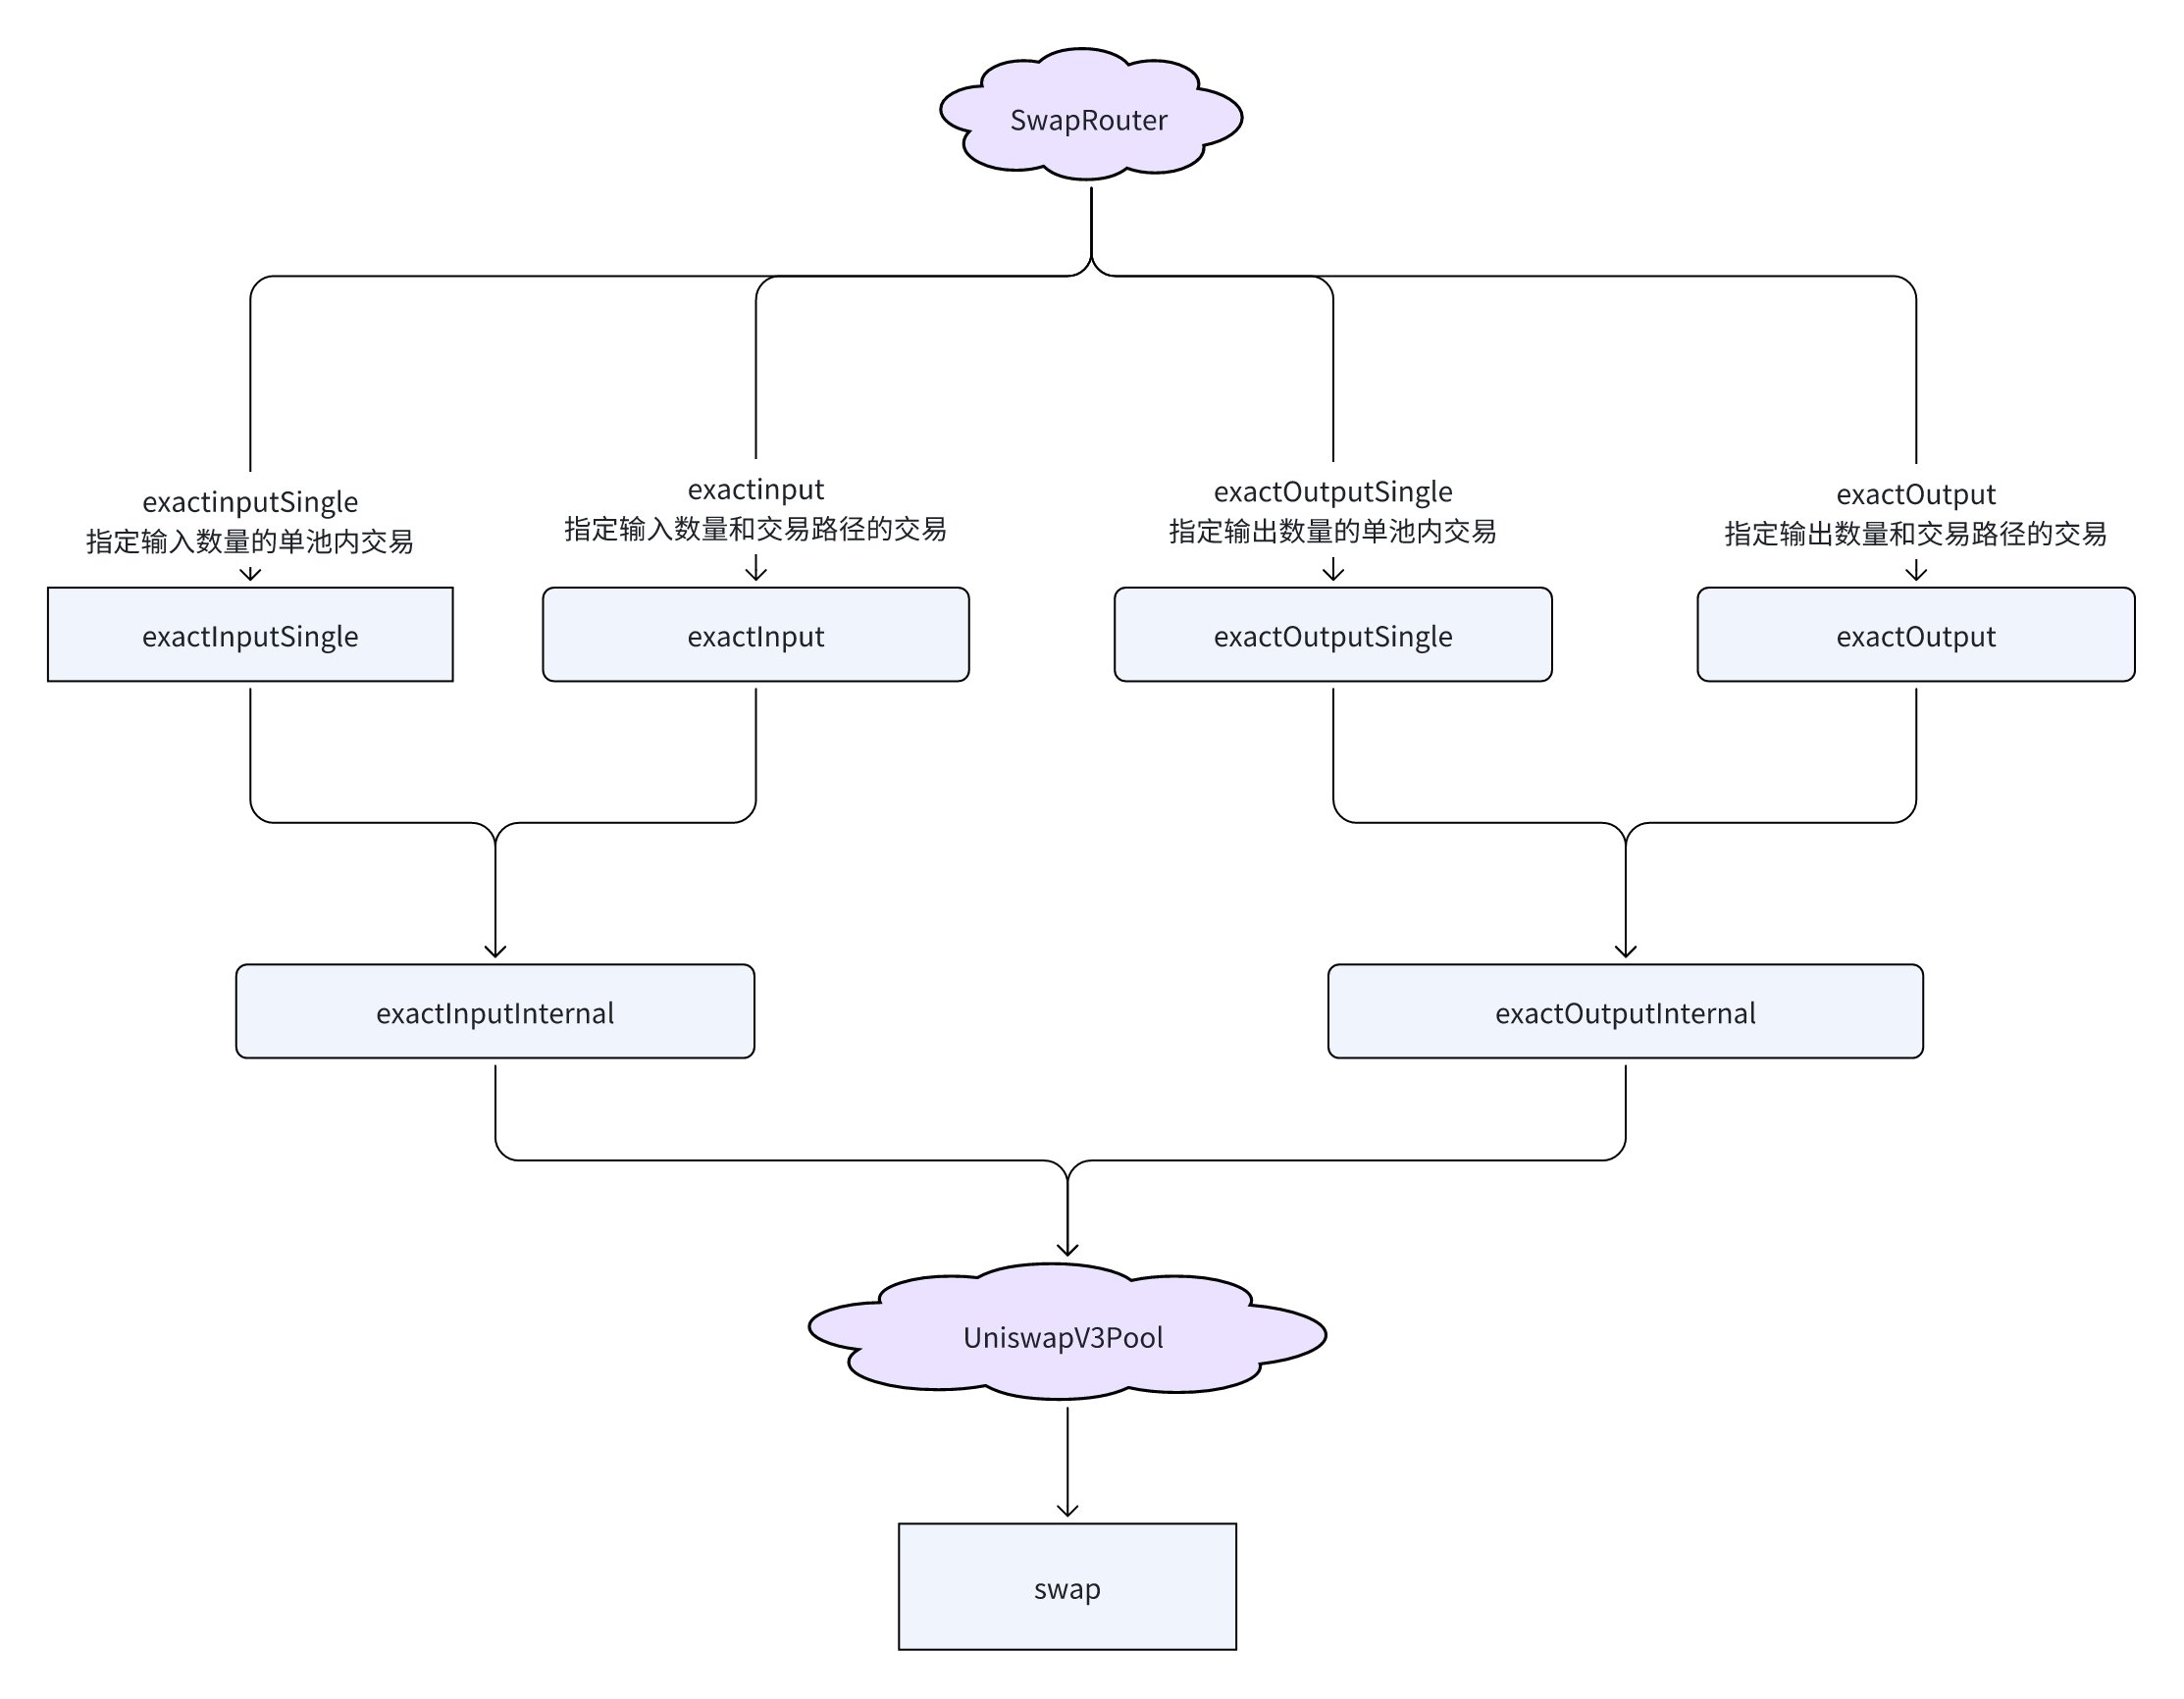 SwapRouter
exactinputSingle
指定输入数量的单池内交易
exactinput
指定输入数量和交易路径的交易
exactOutputSingle
指定输出数量的单池内交易
exactOutput
指定输出数量和交易路径的交易
exactInputSingle
exactInput
exactOutputSingle
exactOutput
exactInputInternal
exactOutputInternal
UniswapV3Pool
swap